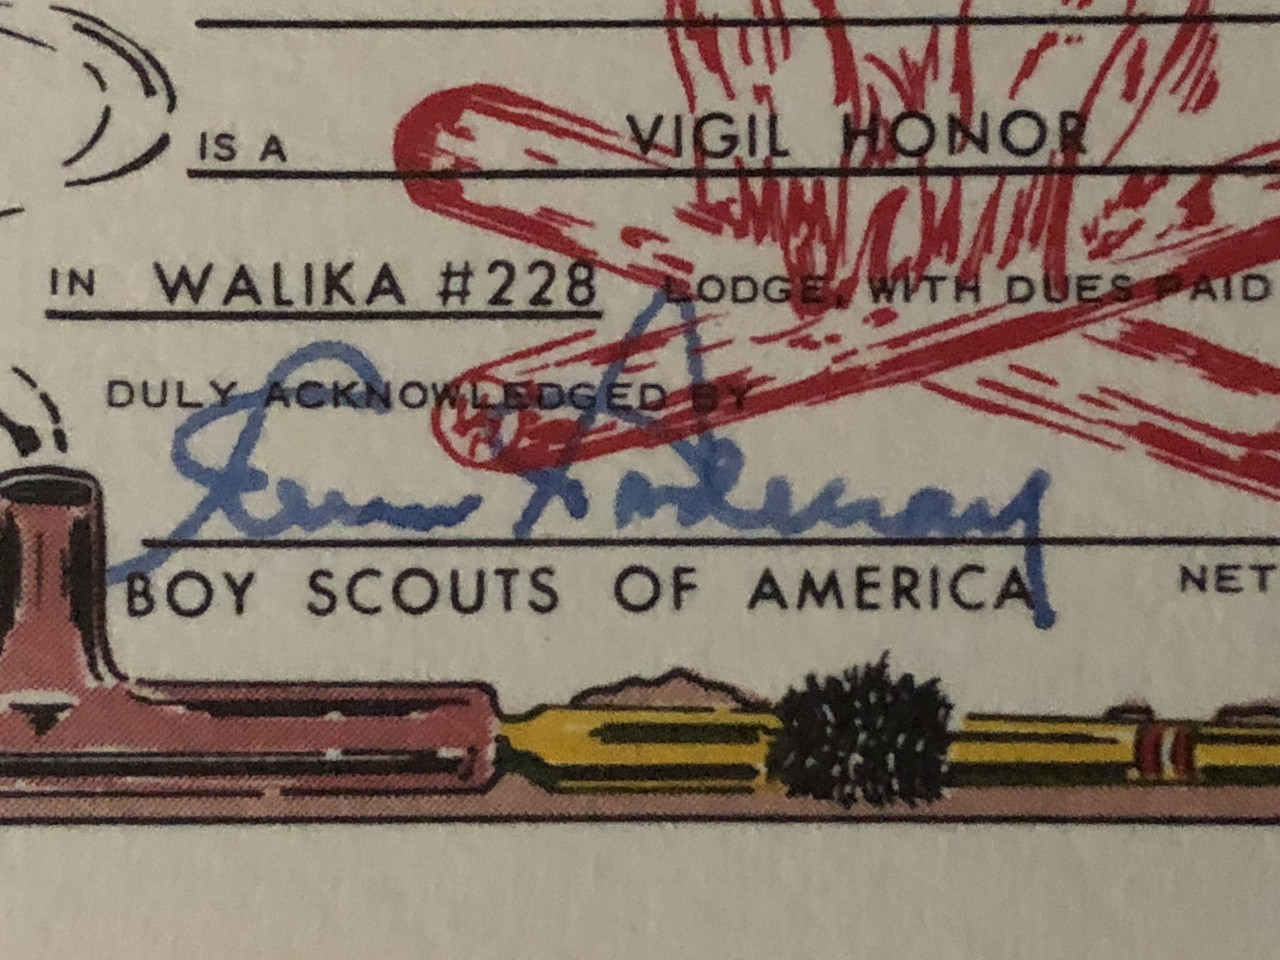 IS A VIGIL HONOR
IN WALIKA #228 LODGE, WITH DUES PAID
DULY ACKNOWLEDGED BY
BOY SCOUTS OF AMERICA NET